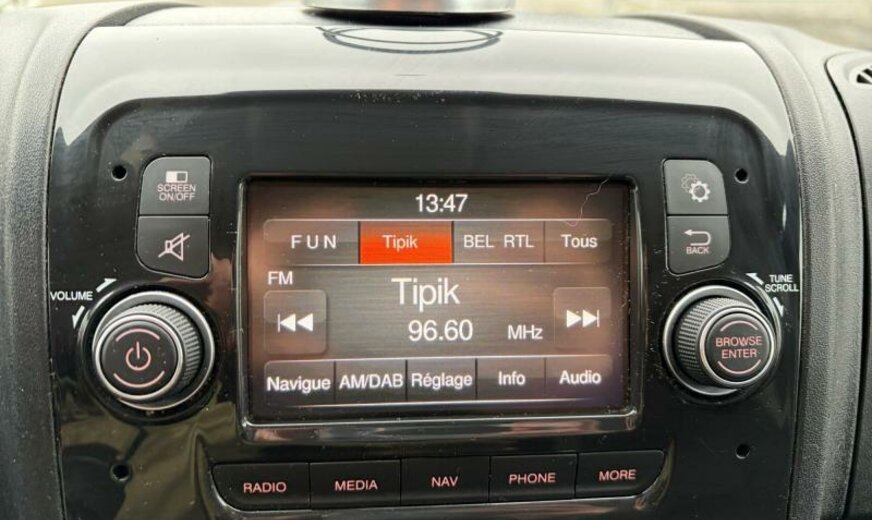 SCREEN
ON/OFF
13:47
FUN Tipik BEL RTL Tous
FM
Tipik
96.60 MHz
Navigue AM/DAB Réglage Info Audio
VOLUME
BACK
TUNE
SCROLL
BROWSE
ENTER
RADIO MEDIA NAV PHONE MORE